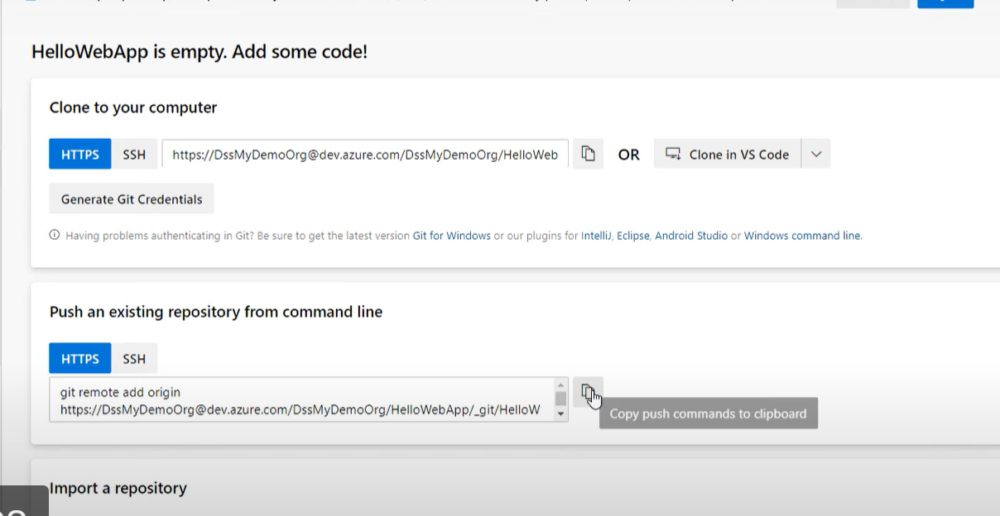 HelloWebApp is empty. Add some code!
Clone to your computer
HTTPS SSH https://DssMyDemoOrg@dev.azure.com/DssMyDemoOrg/HelloWeb OR Clone in VS Code
Generate Git Credentials
Having problems authenticating in Git? Be sure to get the latest version Git for Windows or our plugins for IntelliJ, Eclipse, Android Studio or Windows command line.
Push an existing repository from command line
HTTPS SSH
git remote add origin
https://DssMyDemoOrg@dev.azure.com/DssMyDemoOrg/HelloWebApp/_git/HelloW
Copy push commands to clipboard
Import a repository